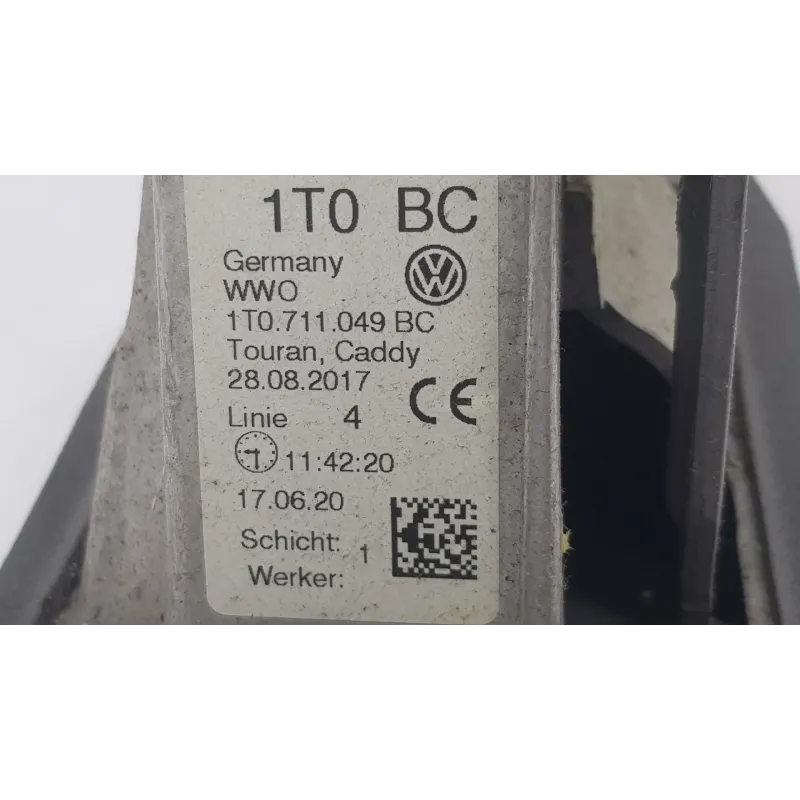 1T0 BC
Germany
WWO
1T0.711.049 BC
Touran, Caddy
28.08.2017
Linie 4
11:42:20
17.06.20
Schicht: 1
Werker: